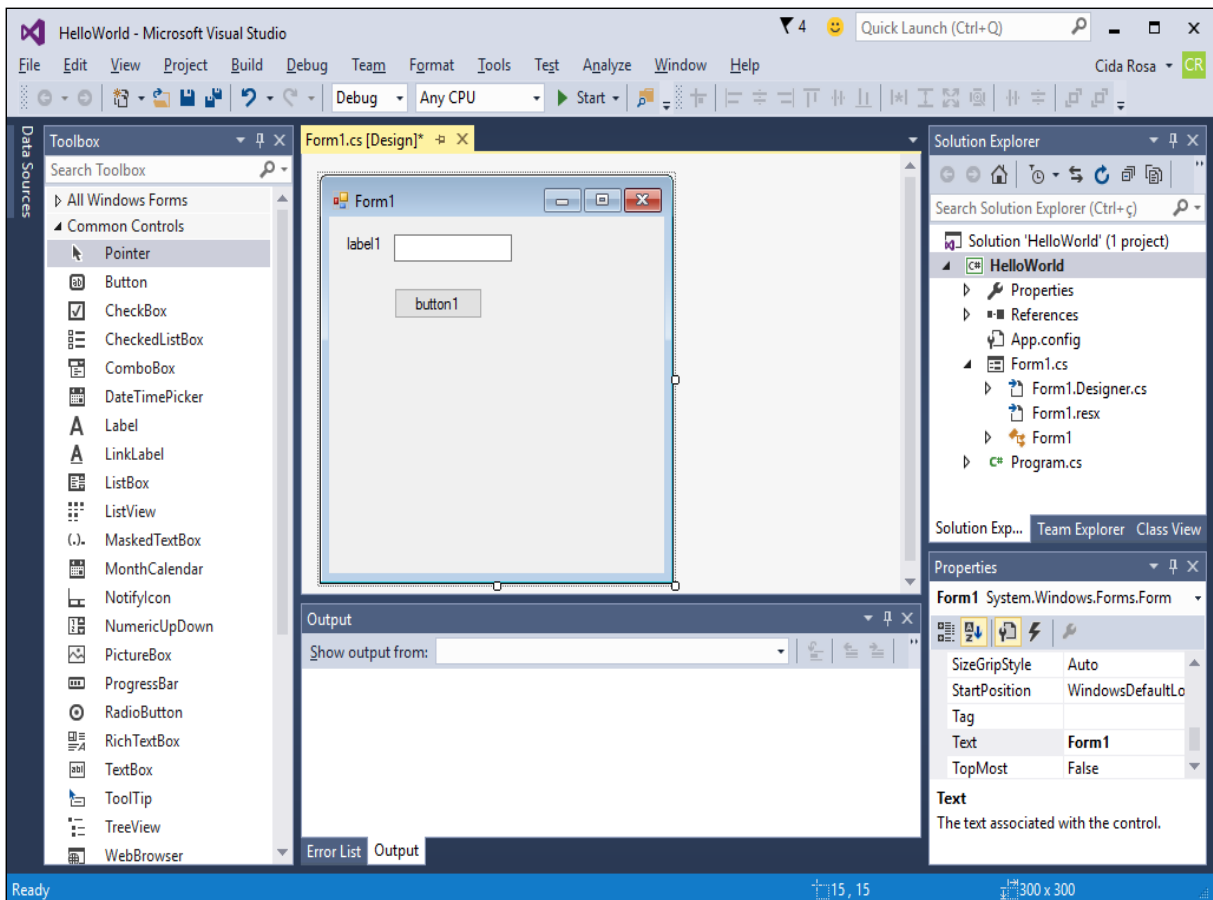 HelloWorld - Microsoft Visual Studio
4
Quick Launch (Ctrl+Q)
File Edit View Project Build Debug Team Format Tools Test Analyze Window Help
Cida Rosa CR
Debug Any CPU Start
Data Sources
Toolbox
Search Toolbox
All Windows Forms
Common Controls
Pointer
Button
CheckBox
CheckedListBox
ComboBox
DateTimePicker
Label
LinkLabel
ListBox
ListView
MaskedTextBox
MonthCalendar
NotifyIcon
NumericUpDown
PictureBox
ProgressBar
RadioButton
RichTextBox
TextBox
ToolTip
TreeView
WebBrowser
Form1.cs [Design]*
Form1
label1
button1
Output
Show output from:
Error List Output
Solution Explorer
Search Solution Explorer (Ctrl+ç)
Solution 'HelloWorld' (1 project)
C# HelloWorld
Properties
References
App.config
Form1.cs
Form1.Designer.cs
Form1.resx
Form1
C# Program.cs
Solution Exp... Team Explorer Class View
Properties
Form1 System.Windows.Forms.Form
SizeGripStyle Auto
StartPosition WindowsDefaultLo
Tag
Text Form1
TopMost False
Text
The text associated with the control.
Ready
15 , 15
300 x 300